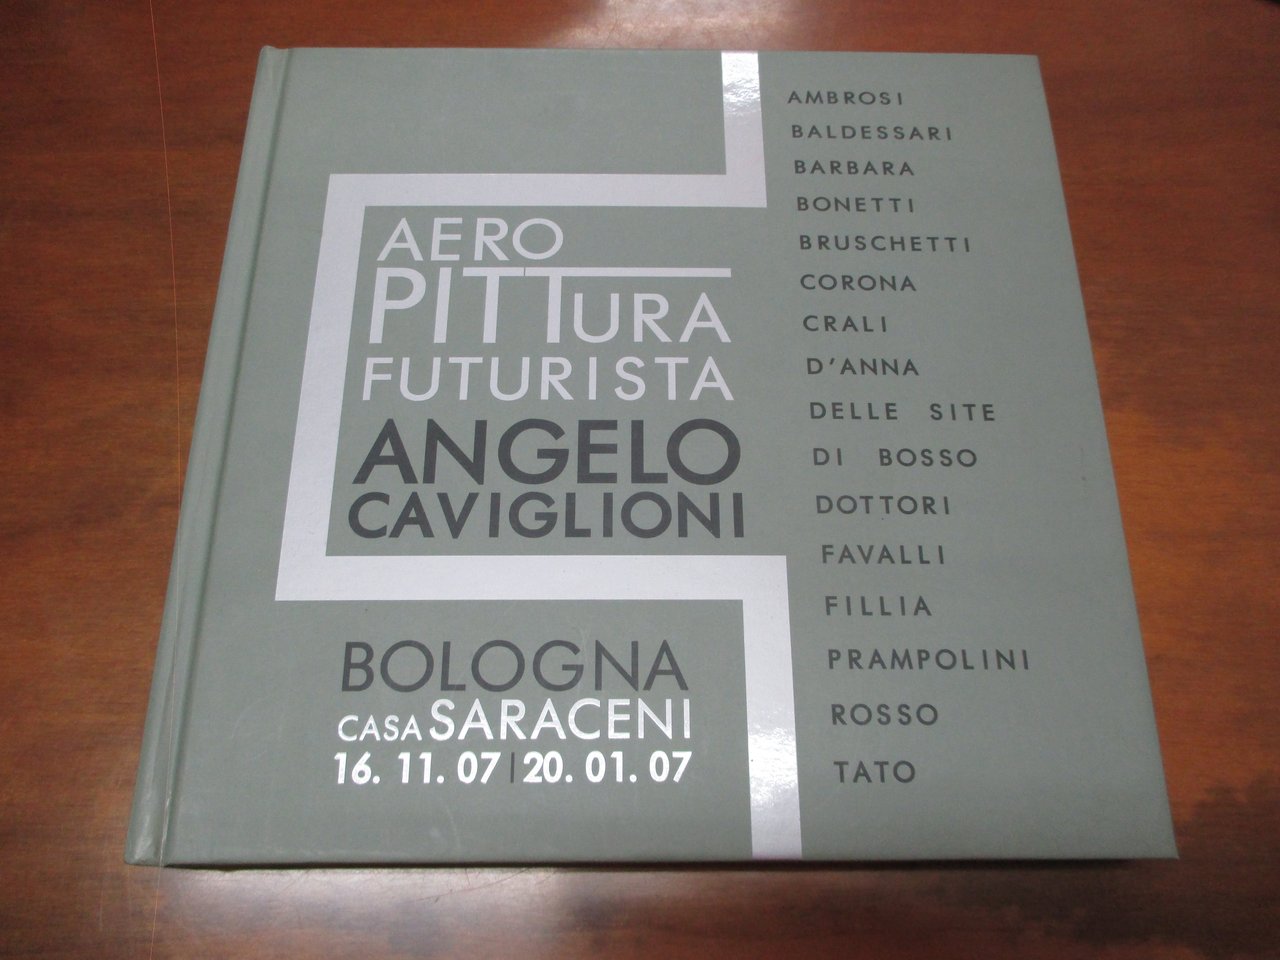 AERO
PITTURA
FUTURISTA
ANGELO
CAVIGLIONI
BOLOGNA
CASA SARACENI
16. 11. 07 | 20. 01. 07
AMBROSI
BALDESSARI
BARBARA
BONETTI
BRUSCHETTI
CORONA
CRALI
D'ANNA
DELLE SITE
DI BOSSO
DOTTORI
FAVALLI
FILLIA
PRAMPOLINI
ROSSO
TATO